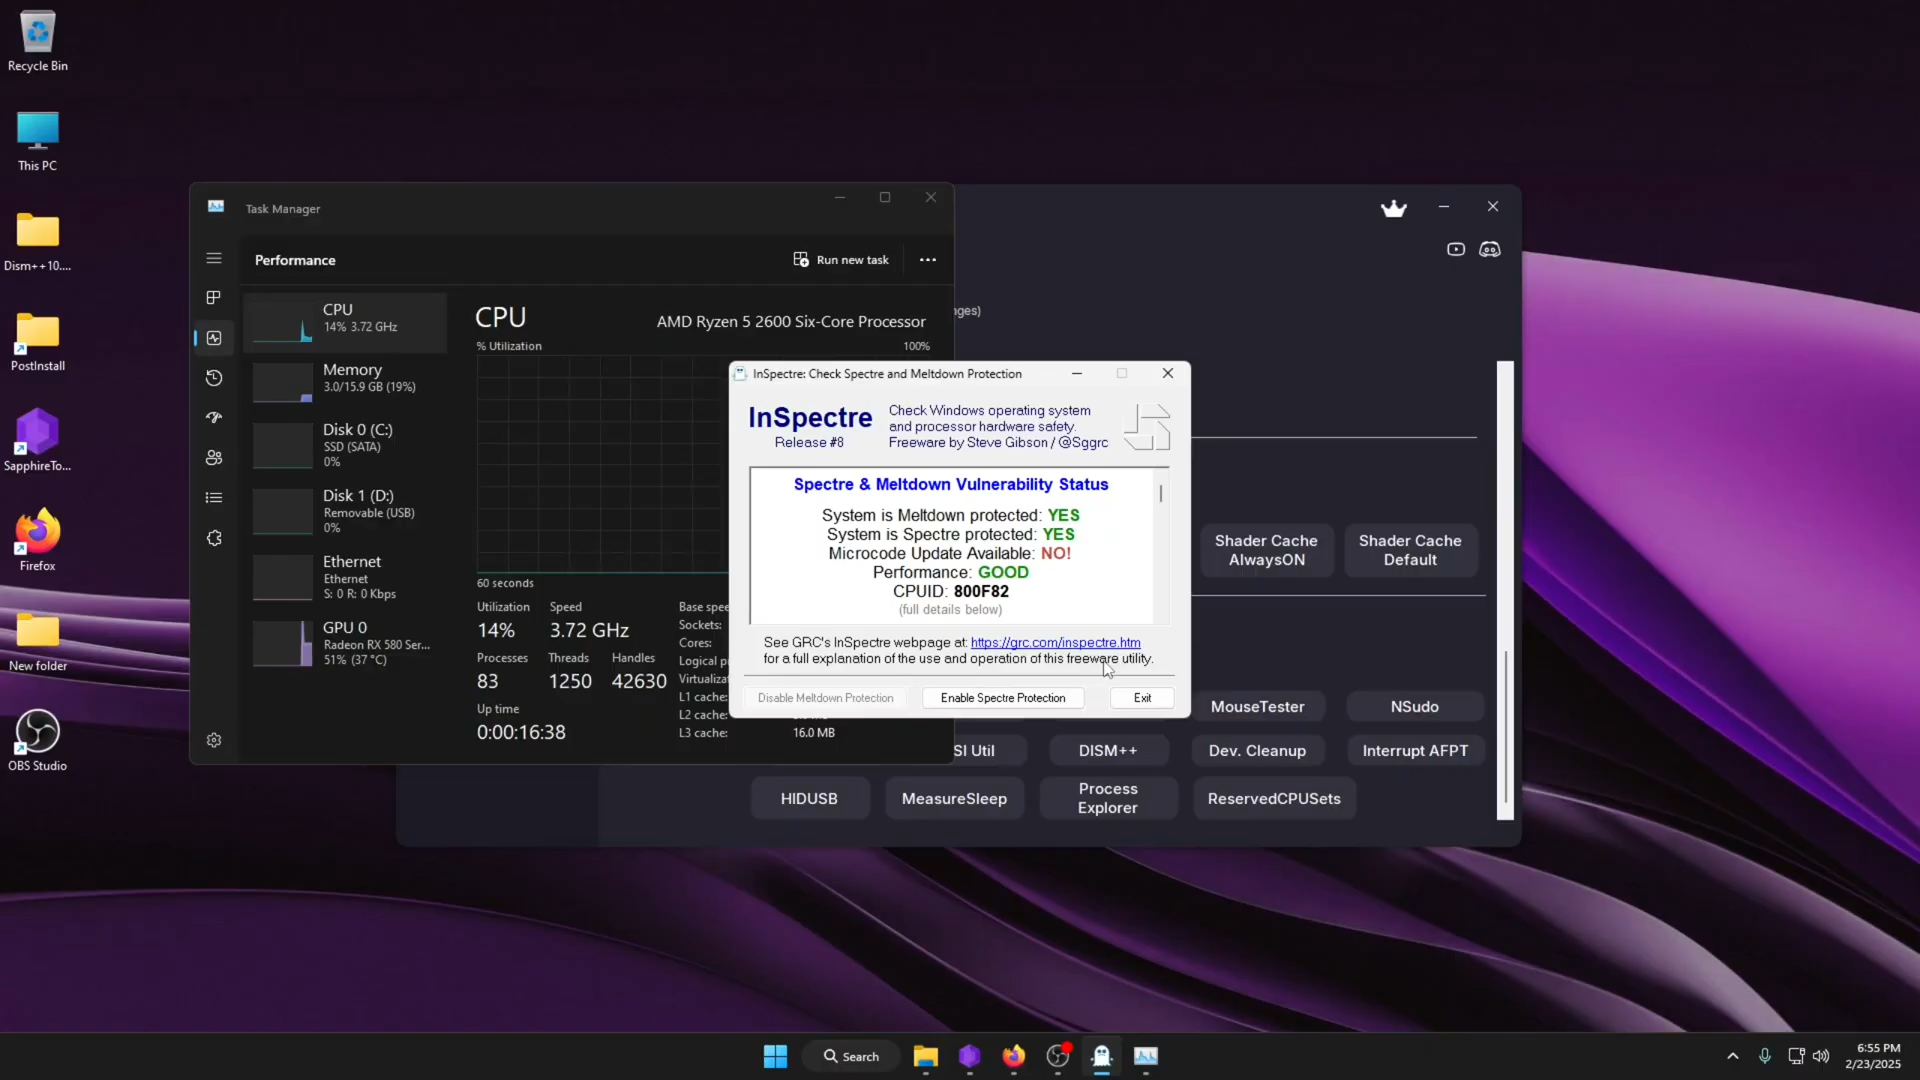 Recycle Bin
This PC
Dism++10....
PostInstall
SapphireTo...
Firefox
New folder
OBS Studio
Task Manager
Performance
Run new task
CPU
14% 3.72 GHz
Memory
3.0/15.9 GB (19%)
Disk 0 (C:)
SSD (SATA)
0%
Disk 1 (D:)
Removable (USB)
0%
Ethernet
Ethernet
S: 0 R: 0 Kbps
GPU 0
Radeon RX 580 Ser...
51% (37 °C)
CPU
AMD Ryzen 5 2600 Six-Core Processor
% Utilization
100%
60 seconds
Utilization
14%
Speed
3.72 GHz
Processes
83
Threads
1250
Handles
42630
Up time
0:00:16:38
Base spee
Sockets:
Cores:
Logical p
Virtualiza
L1 cache:
L2 cache:
L3 cache:
16.0 MB
InSpectre: Check Spectre and Meltdown Protection
InSpectre
Release #8
Check Windows operating system
and processor hardware safety.
Freeware by Steve Gibson / @Sggrc
Spectre & Meltdown Vulnerability Status
System is Meltdown protected: YES
System is Spectre protected: YES
Microcode Update Available: NO!
Performance: GOOD
CPUID: 800F82
(full details below)
See GRC's InSpectre webpage at: https://grc.com/inspectre.htm
for a full explanation of the use and operation of this freeware utility.
Disable Meltdown Protection
Enable Spectre Protection
Exit
nges)
Shader Cache
AlwaysON
Shader Cache
Default
MouseTester
NSudo
SI Util
DISM++
Dev. Cleanup
Interrupt AFPT
HIDUSB
MeasureSleep
Process
Explorer
ReservedCPUSets
Search
6:55 PM
2/23/2025